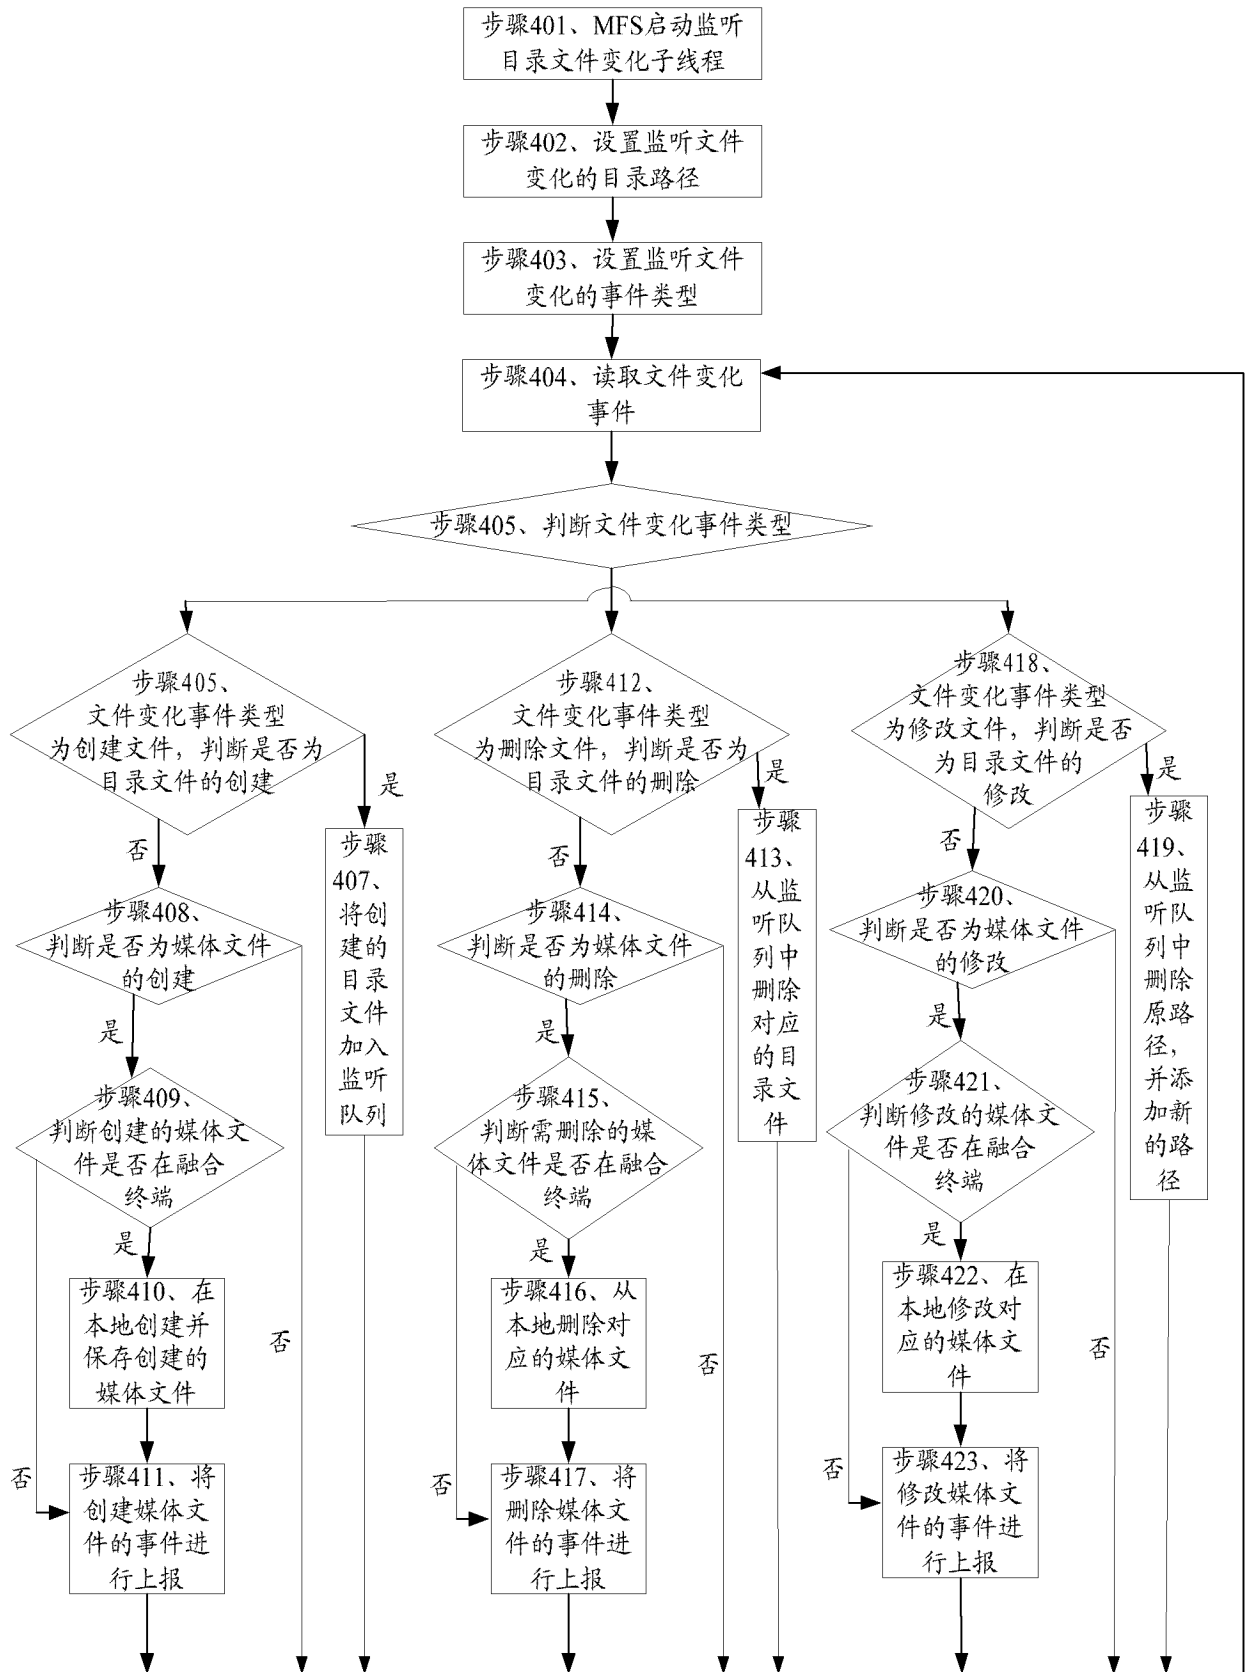 步骤401、MFS启动监听
目录文件变化子线程
步骤402、设置监听文件
变化的目录路径
步骤403、设置监听文件
变化的事件类型
步骤404、读取文件变化
事件
步骤405、判断文件变化事件类型
步骤405、
文件变化事件类型
为创建文件，判断是否为
目录文件的创建
是
否
步骤
407、
将创
建的
目录
文件
加入
监听
队列
步骤408、
判断是否为媒体文件
的创建
是
否
步骤409、
判断创建的媒体文
件是否在融合
终端
是
否
步骤410、在
本地创建并
保存创建的
媒体文件
步骤411、将
创建媒体文
件的事件进
行上报
步骤412、
文件变化事件类型
为删除文件，判断是否为
目录文件的删除
是
否
步骤
413、
从监
听队
列中
删除
对应
的目
录文
件
步骤414、
判断是否为媒体文件
的删除
是
否
步骤415、
判断需删除的媒
体文件是否在融合
终端
是
否
步骤416、从
本地删除对
应的媒体文
件
步骤417、将
删除媒体文
件的事件进
行上报
步骤418、
文件变化事件类型
为修改文件，判断是否
为目录文件的
修改
是
否
步骤
419、
从监
听队
列中
删除
原路
径，
并添
加新
的路
径
步骤420、
判断是否为媒体文件
的修改
是
否
步骤421、
判断修改的媒体文
件是否在融合
终端
是
否
步骤422、在
本地修改对
应的媒体文
件
步骤423、将
修改媒体文
件的事件进
行上报